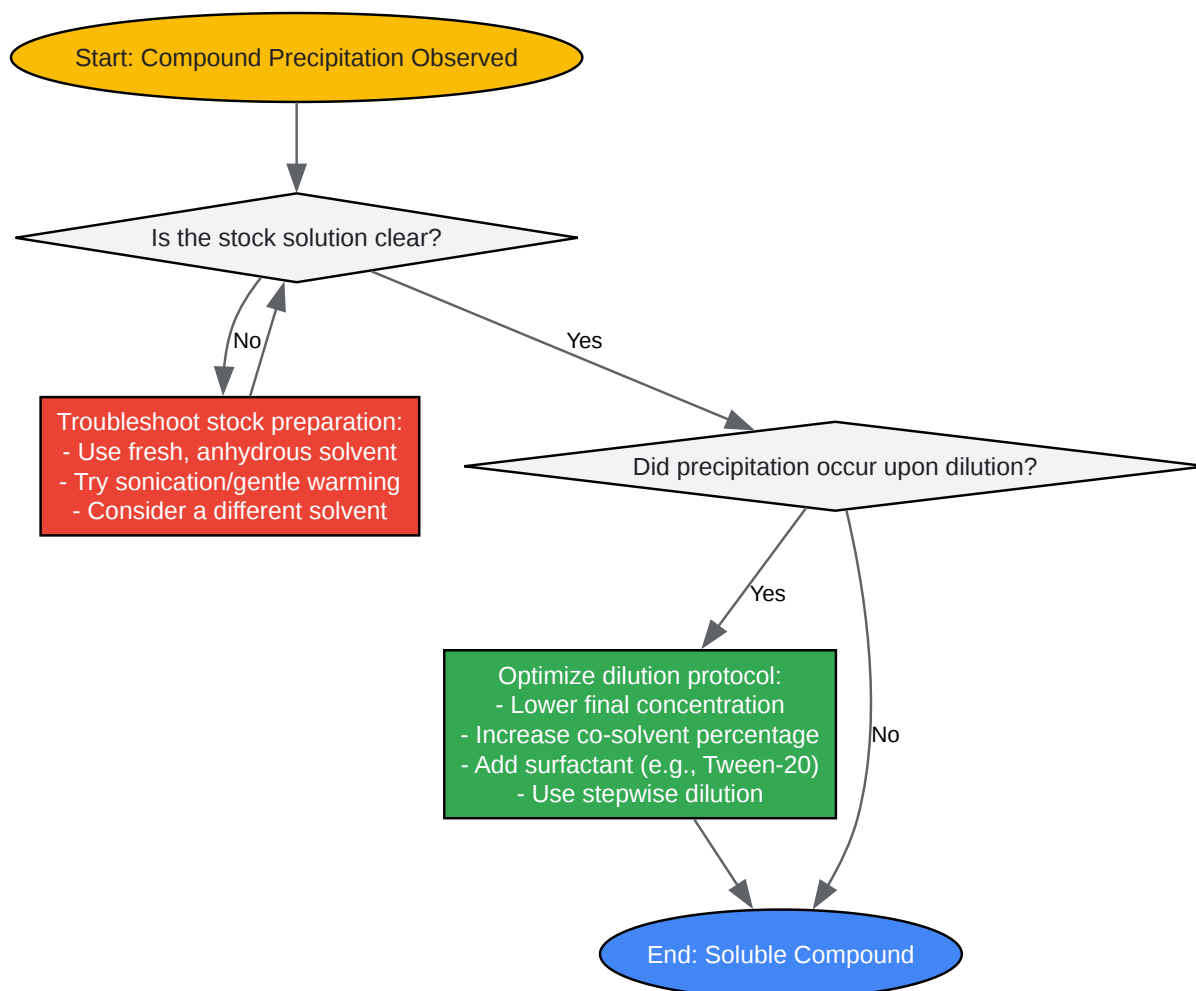 Start: Compound Precipitation Observed
Is the stock solution clear?
No
Yes
Troubleshoot stock preparation:
- Use fresh, anhydrous solvent
- Try sonication/gentle warming
- Consider a different solvent
Did precipitation occur upon dilution?
Yes
No
Optimize dilution protocol:
- Lower final concentration
- Increase co-solvent percentage
- Add surfactant (e.g., Tween-20)
- Use stepwise dilution
End: Soluble Compound